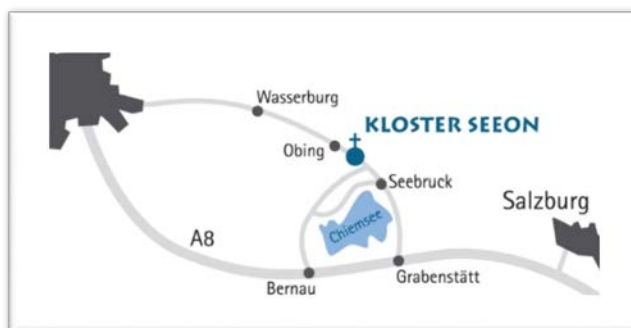 Wasserburg
KLOSTER SEEON
Obing
Seebruck
Salzburg
Chiemsee
A8
Grabenstätt
Bernau